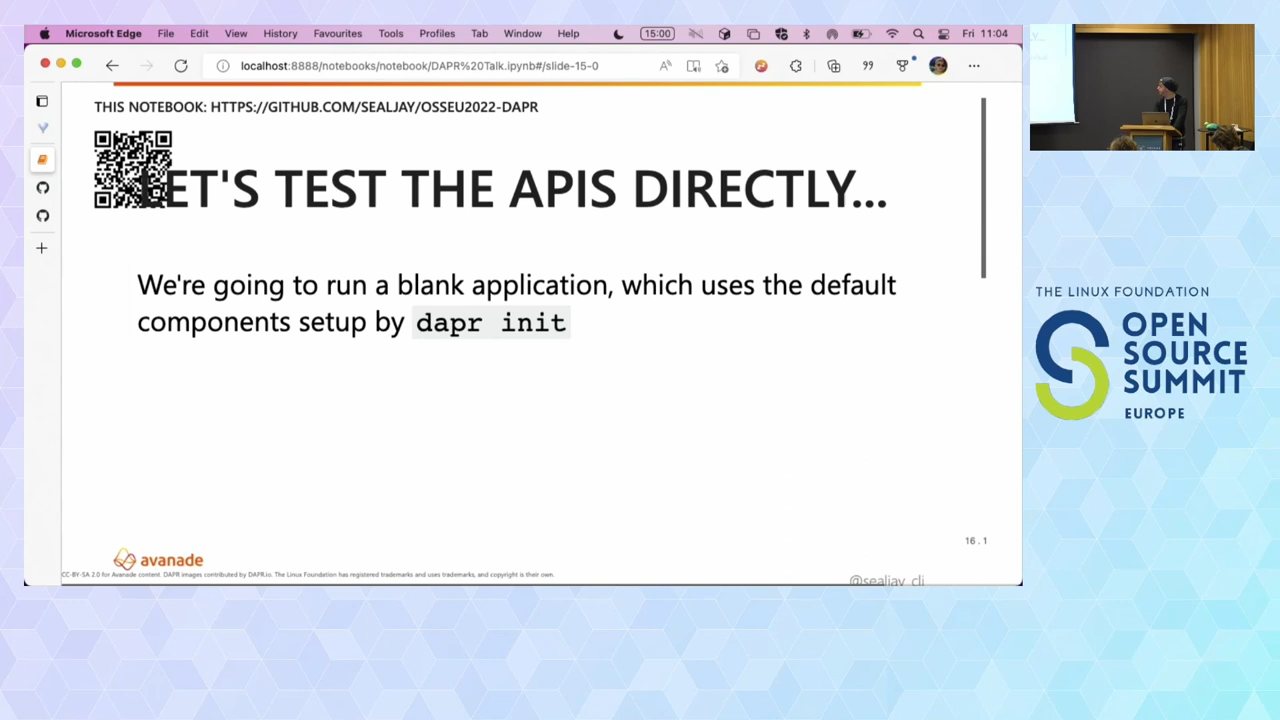 Microsoft Edge File Edit View History Favourites Tools Profiles Tab Window Help 15:00 Fri 11:04
localhost:8888/notebooks/notebook/DAPR%20Talk.ipynb#/slide-15-0
THIS NOTEBOOK: HTTPS://GITHUB.COM/SEALJAY/OSSEU2022-DAPR
LET'S TEST THE APIS DIRECTLY...
We're going to run a blank application, which uses the default
components setup by dapr init
16 . 1
avanade
CC-BY-SA 2.0 for Avanade content. DAPR images contributed by DAPR.io. The Linux Foundation has registered trademarks and uses trademarks, and copyright is their own.
@sealjay_cli
THE LINUX FOUNDATION
OPEN
SOURCE
SUMMIT
EUROPE